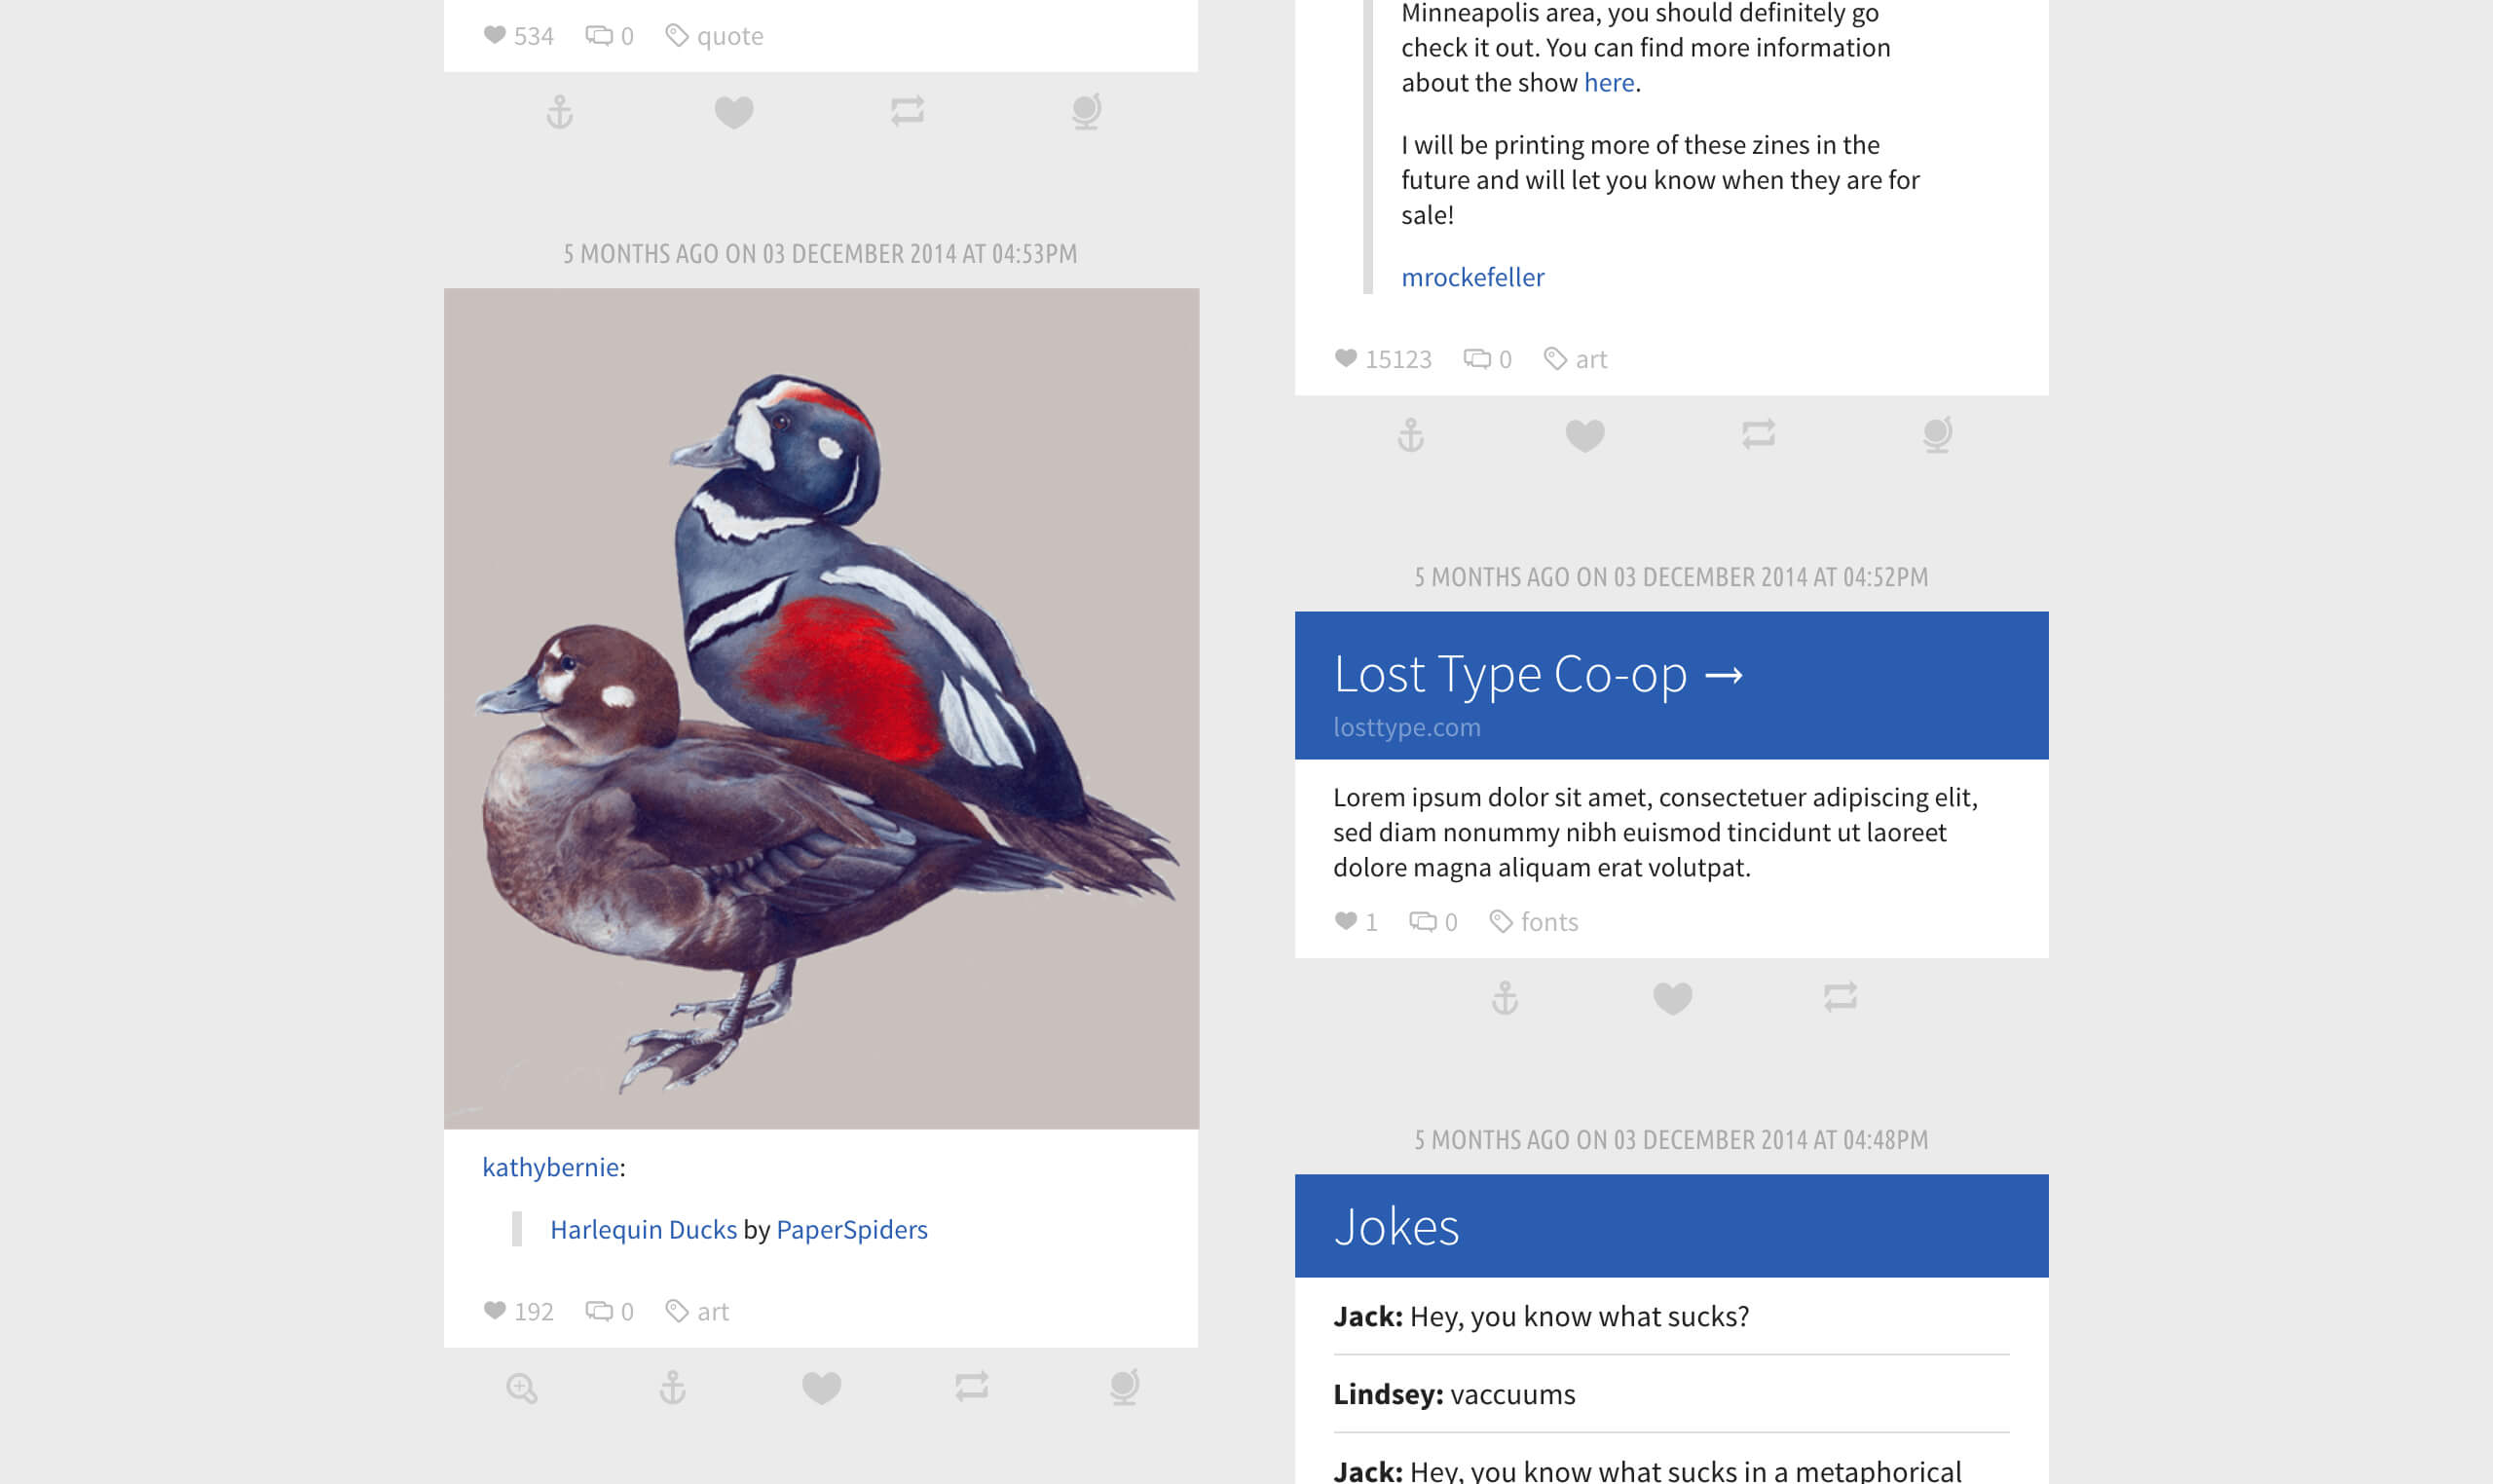 534 0 quote
5 MONTHS AGO ON 03 DECEMBER 2014 AT 04:53PM
kathybernie:
Harlequin Ducks by PaperSpiders
192 0 art
Minneapolis area, you should definitely go
check it out. You can find more information
about the show here.
I will be printing more of these zines in the
future and will let you know when they are for
sale!
mrockefeller
15123 0 art
5 MONTHS AGO ON 03 DECEMBER 2014 AT 04:52PM
Lost Type Co-op →
losttype.com
Lorem ipsum dolor sit amet, consectetuer adipiscing elit,
sed diam nonummy nibh euismod tincidunt ut laoreet
dolore magna aliquam erat volutpat.
1 0 fonts
5 MONTHS AGO ON 03 DECEMBER 2014 AT 04:48PM
Jokes
Jack: Hey, you know what sucks?
Lindsey: vaccuums
Jack: Hey, you know what sucks in a metaphorical